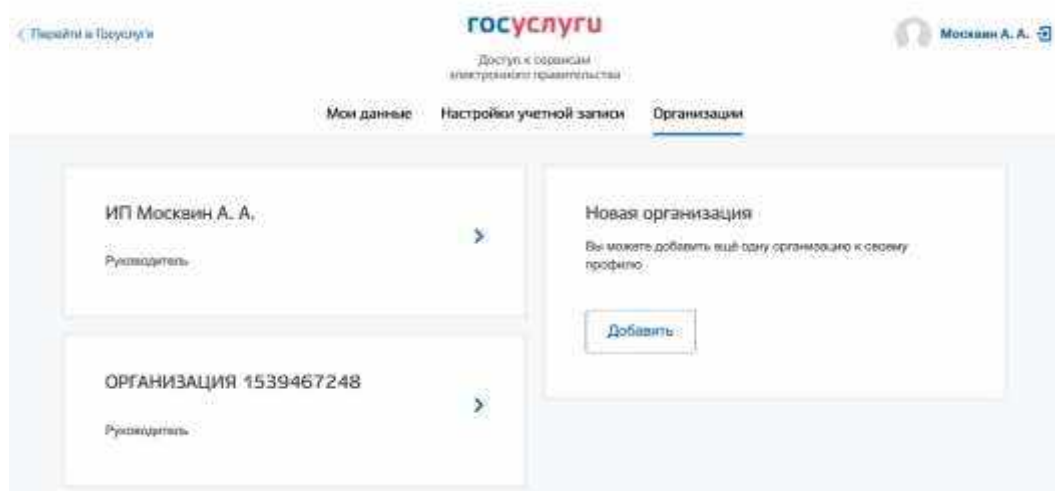 Перейти в Госуслуги
госуслуги
Москвин А. А.
Доступ к сервисам
электронного правительства
Мои данные
Настройки учетной записи
Организации
ИП Москвин А. А.
Руководитель
Новая организация
Вы можете добавить ещё одну организацию к своему
профилю
Добавить
ОРГАНИЗАЦИЯ 1539467248
Руководитель